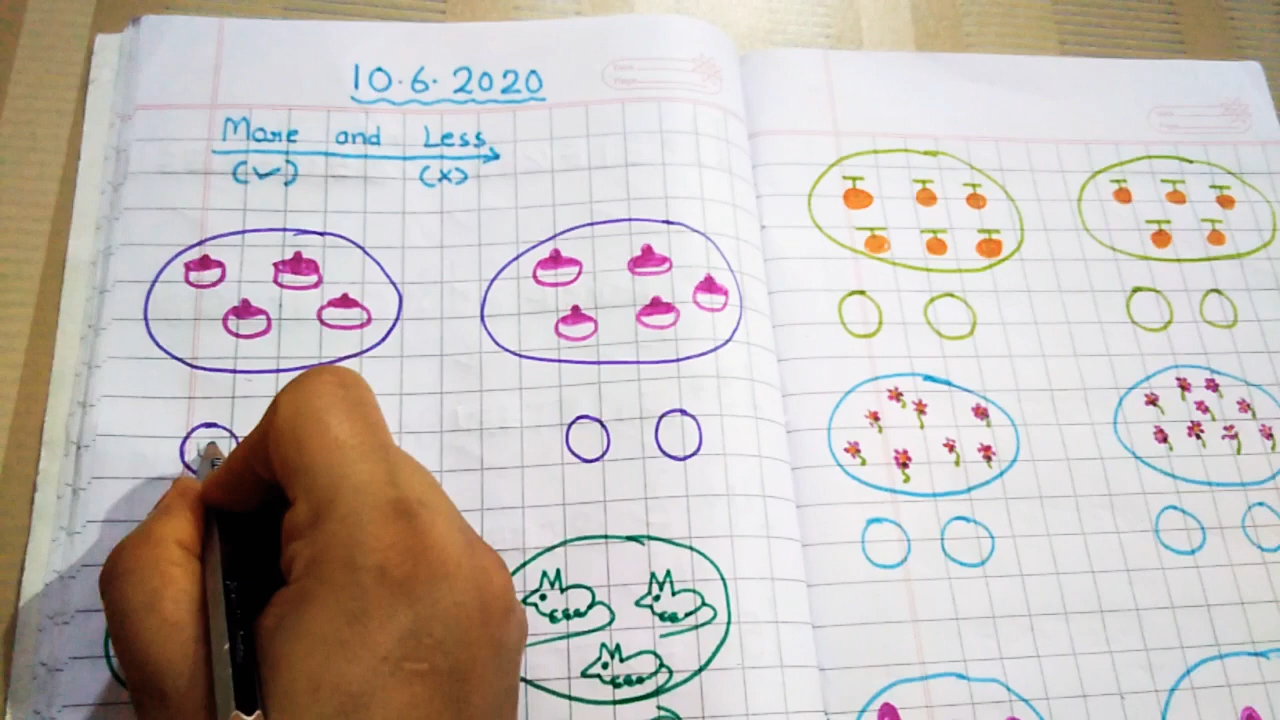 10.6.2020
More and Less
(✓) (×)